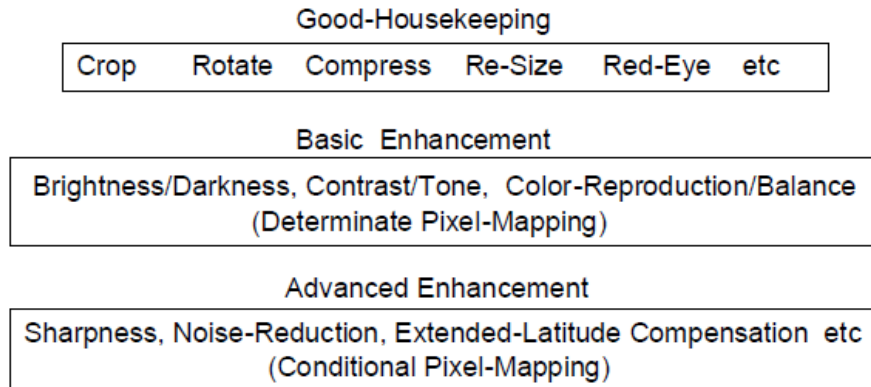 Good-Housekeeping
Crop Rotate Compress Re-Size Red-Eye etc
Basic Enhancement
Brightness/Darkness, Contrast/Tone, Color-Reproduction/Balance
(Determinate Pixel-Mapping)
Advanced Enhancement
Sharpness, Noise-Reduction, Extended-Latitude Compensation etc
(Conditional Pixel-Mapping)